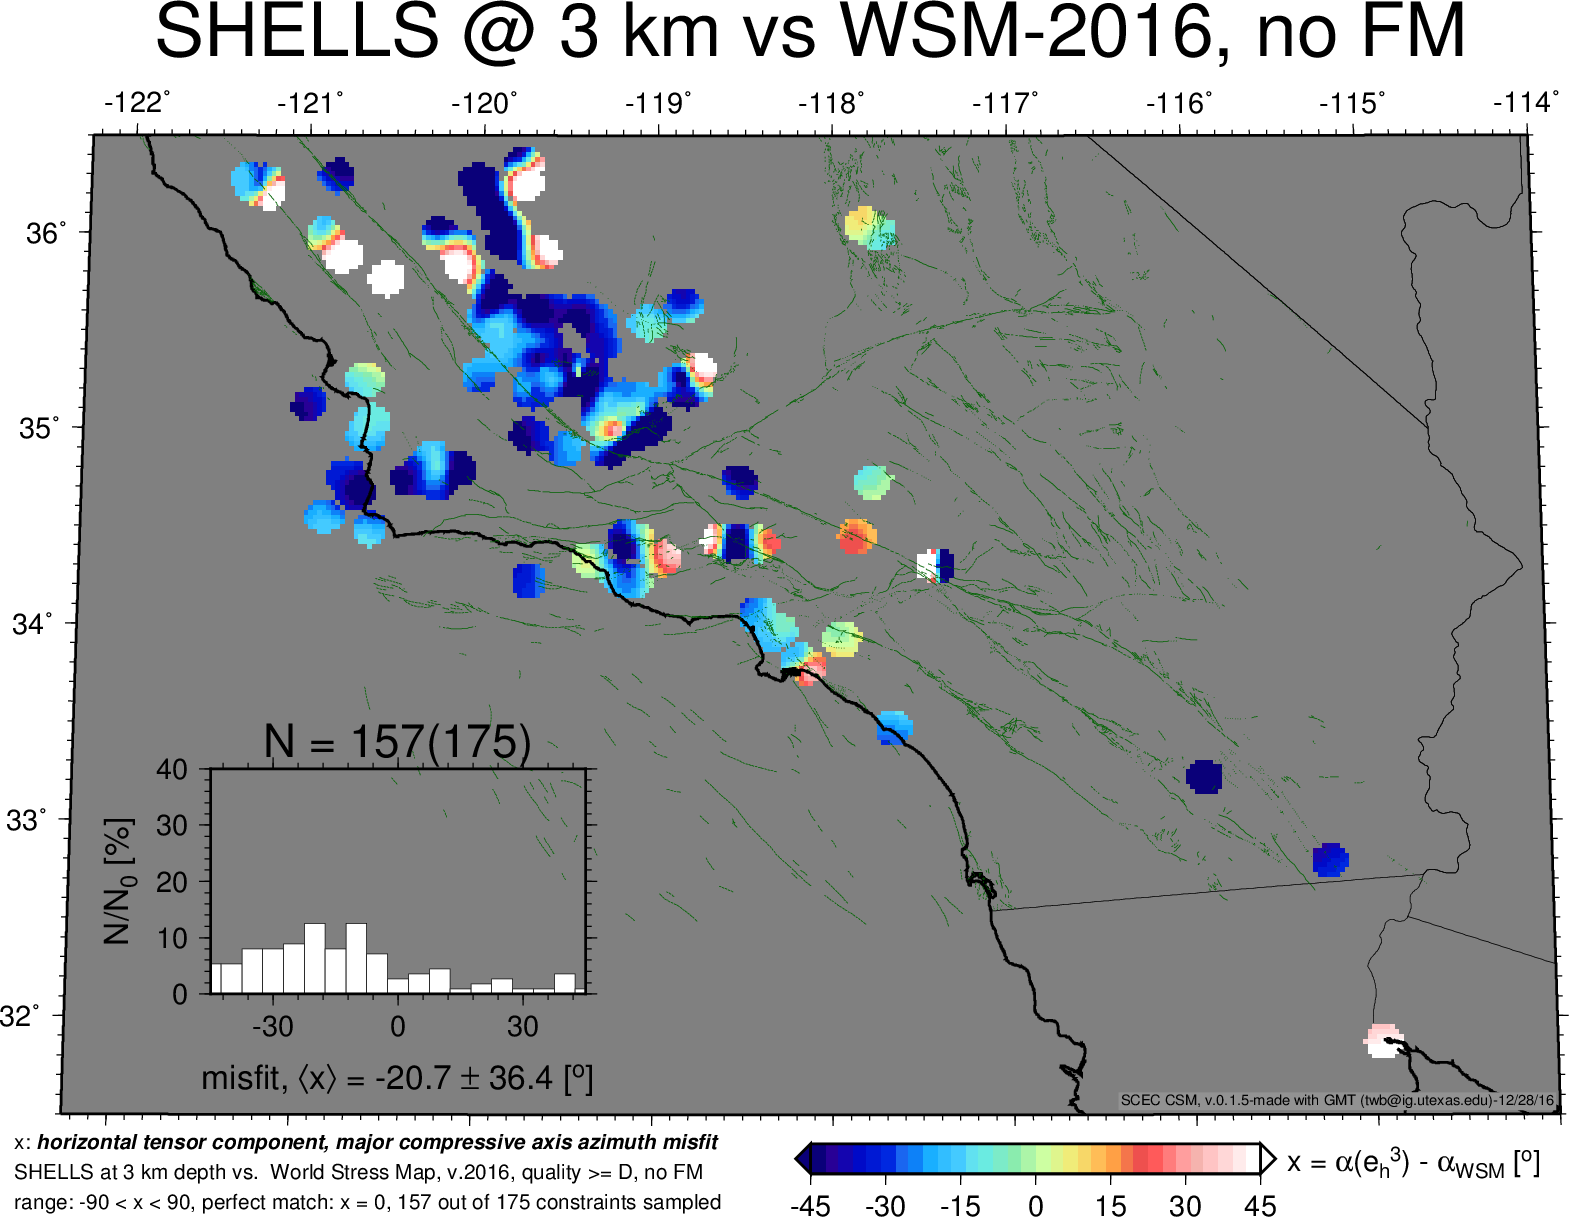 SHELLS @ 3 km vs WSM-2016, no FM
-122° -121° -120° -119° -118° -117° -116° -115° -114°
36°
35°
34°
33°
32°
N = 157(175)
40
30
20
10
0
N/N0 [%]
-30 0 30
misfit, ⟨x⟩ = -20.7 ± 36.4 [º]
SCEC CSM, v.0.1.5-made with GMT (twb@ig.utexas.edu)-12/28/16
x: horizontal tensor component, major compressive axis azimuth misfit
SHELLS at 3 km depth vs. World Stress Map, v.2016, quality >= D, no FM
range: -90 < x < 90, perfect match: x = 0, 157 out of 175 constraints sampled
-45 -30 -15 0 15 30 45
x = α(eh3) - αWSM [º]